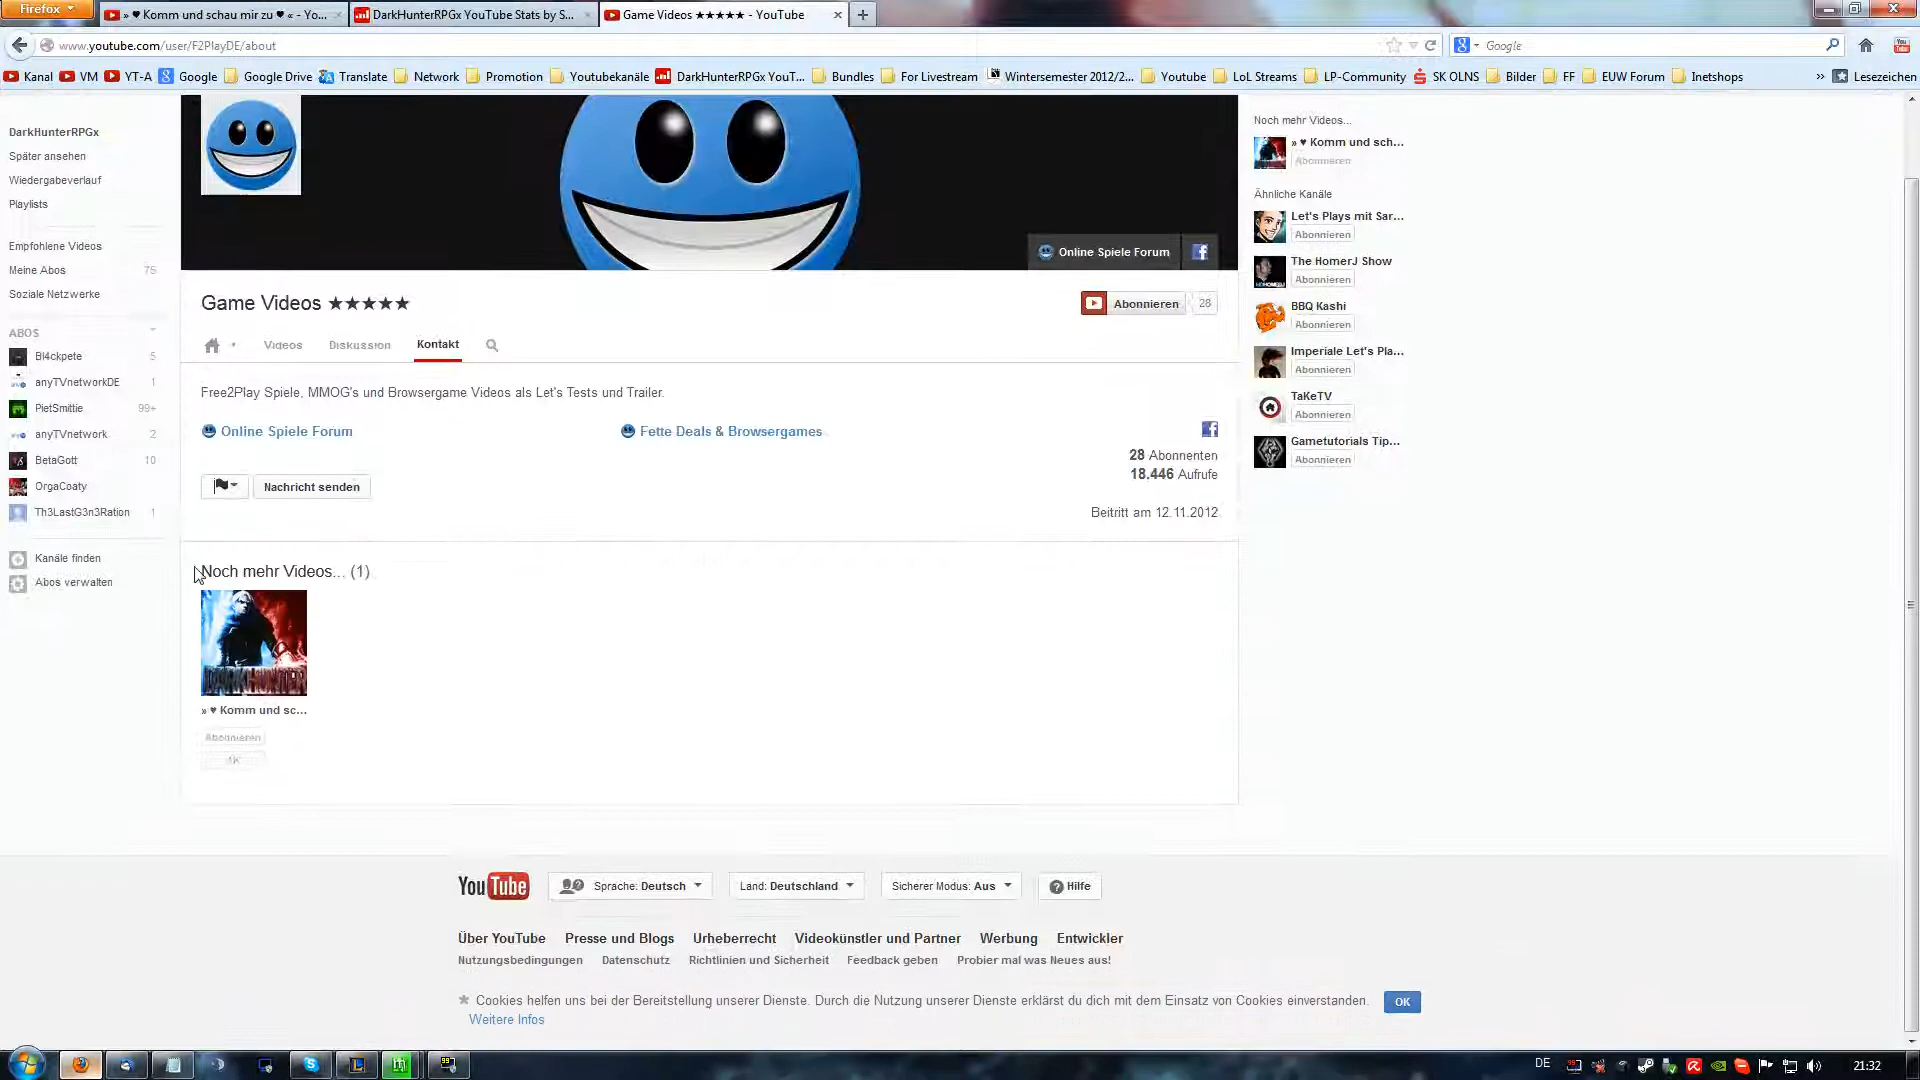 Firefox
» ♥ Komm und schau mir zu ♥ « - Yo...
DarkHunterRPGx YouTube Stats by S...
Game Videos ★★★★★ - YouTube
www.youtube.com/user/F2PlayDE/about
Google
Kanal VM YT-A Google Google Drive Translate Network Promotion Youtubekanäle DarkHunterRPGx YouT... Bundles For Livestream Wintersemester 2012/2... Youtube LoL Streams LP-Community SK OLNS Bilder FF EUW Forum Inetshops » Lesezeichen
DarkHunterRPGx
Später ansehen
Wiedergabeverlauf
Playlists
Empfohlene Videos
Meine Abos 75
Soziale Netzwerke
ABOS
Bl4ckpete 5
anyTVnetworkDE 1
PietSmittie 99+
anyTVnetwork 2
BetaGott 10
OrgaCoaty
Th3LastG3n3Ration 1
Kanäle finden
Abos verwalten
Online Spiele Forum
Game Videos ★★★★★
Abonnieren 28
Videos Diskussion Kontakt
Free2Play Spiele, MMOG's und Browsergame Videos als Let's Tests und Trailer.
Online Spiele Forum Fette Deals & Browsergames
28 Abonnenten
18.446 Aufrufe
Nachricht senden
Beitritt am 12.11.2012
Noch mehr Videos... (1)
DARKHUNTER
» ♥ Komm und sc...
Abonnieren
1K
Noch mehr Videos...
» ♥ Komm und sch...
Abonnieren
Ähnliche Kanäle
Let's Plays mit Sar...
Abonnieren
The HomerJ Show
Abonnieren
BBQ Kashi
Abonnieren
Imperiale Let's Pla...
Abonnieren
TaKeTV
Abonnieren
Gametutorials Tip...
Abonnieren
YouTube Sprache: Deutsch Land: Deutschland Sicherer Modus: Aus Hilfe
Über YouTube Presse und Blogs Urheberrecht Videokünstler und Partner Werbung Entwickler
Nutzungsbedingungen Datenschutz Richtlinien und Sicherheit Feedback geben Probier mal was Neues aus!
Cookies helfen uns bei der Bereitstellung unserer Dienste. Durch die Nutzung unserer Dienste erklärst du dich mit dem Einsatz von Cookies einverstanden. OK
Weitere Infos
DE 21:32